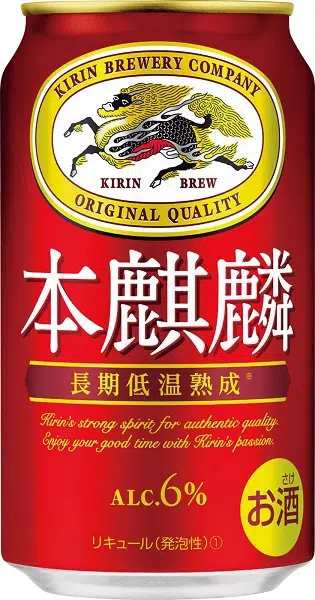 KIRIN BREWERY COMPANY
KIRIN BREW
ORIGINAL QUALITY
本麒麟
長期低温熟成※
Kirin's strong spirit for authentic quality.
Enjoy your good time with Kirin's passion.
ALC.6%
さけ
お酒
リキュール(発泡性)①